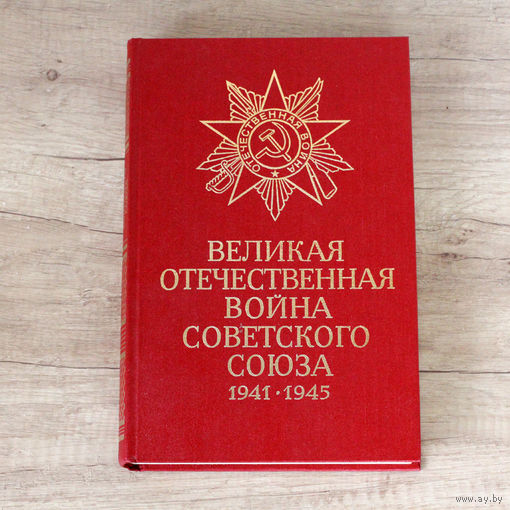 ОТЕЧЕСТВЕННАЯ ВОЙНА
ВЕЛИКАЯ
ОТЕЧЕСТВЕННАЯ
ВОЙНА
СОВЕТСКОГО
СОЮЗА
1941 · 1945
www.ay.by